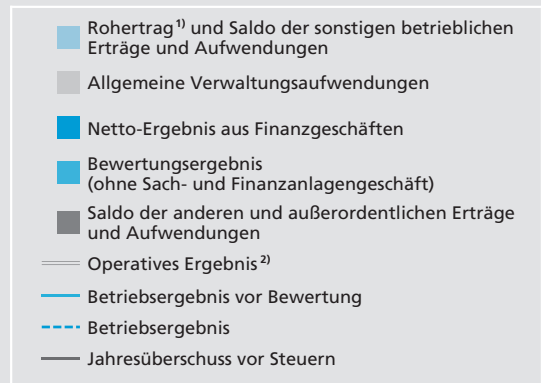 Rohertrag¹⁾ und Saldo der sonstigen betrieblichen
Erträge und Aufwendungen
Allgemeine Verwaltungsaufwendungen
Netto-Ergebnis aus Finanzgeschäften
Bewertungsergebnis
(ohne Sach- und Finanzanlagengeschäft)
Saldo der anderen und außerordentlichen Erträge
und Aufwendungen
Operatives Ergebnis²⁾
Betriebsergebnis vor Bewertung
Betriebsergebnis
Jahresüberschuss vor Steuern